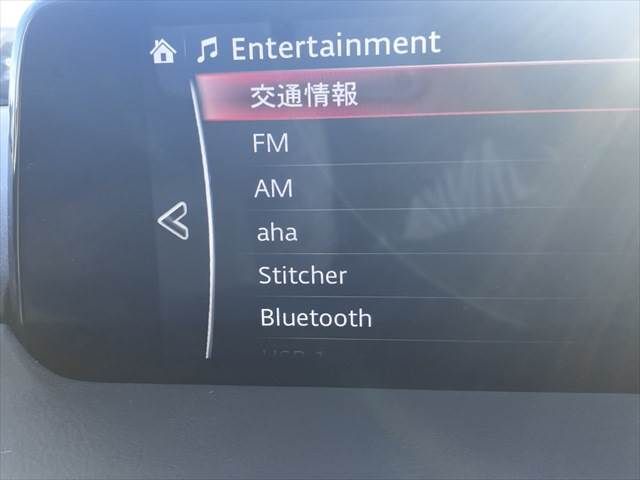 Entertainment
交通情報
FM
AM
aha
Stitcher
Bluetooth